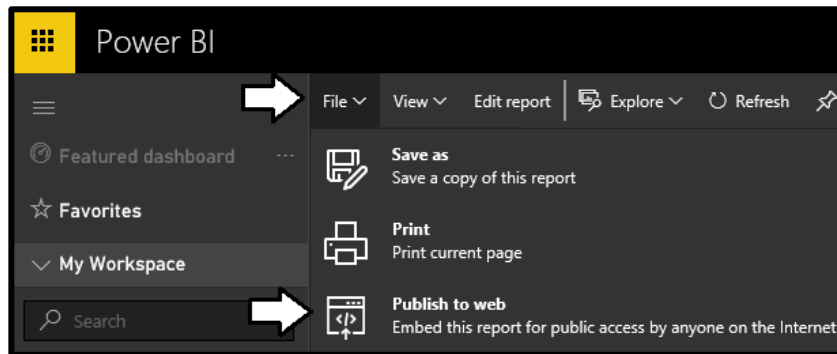 Power BI
File View Edit report Explore Refresh
Featured dashboard ...
Favorites
My Workspace
Search
Save as
Save a copy of this report
Print
Print current page
Publish to web
Embed this report for public access by anyone on the Internet